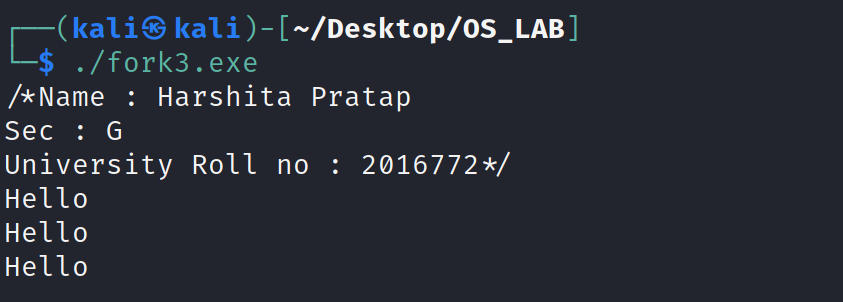 ┌──(kali㉿kali)-[~/Desktop/OS_LAB]
└─$ ./fork3.exe
/*Name : Harshita Pratap
Sec : G
University Roll no : 2016772*/
Hello
Hello
Hello